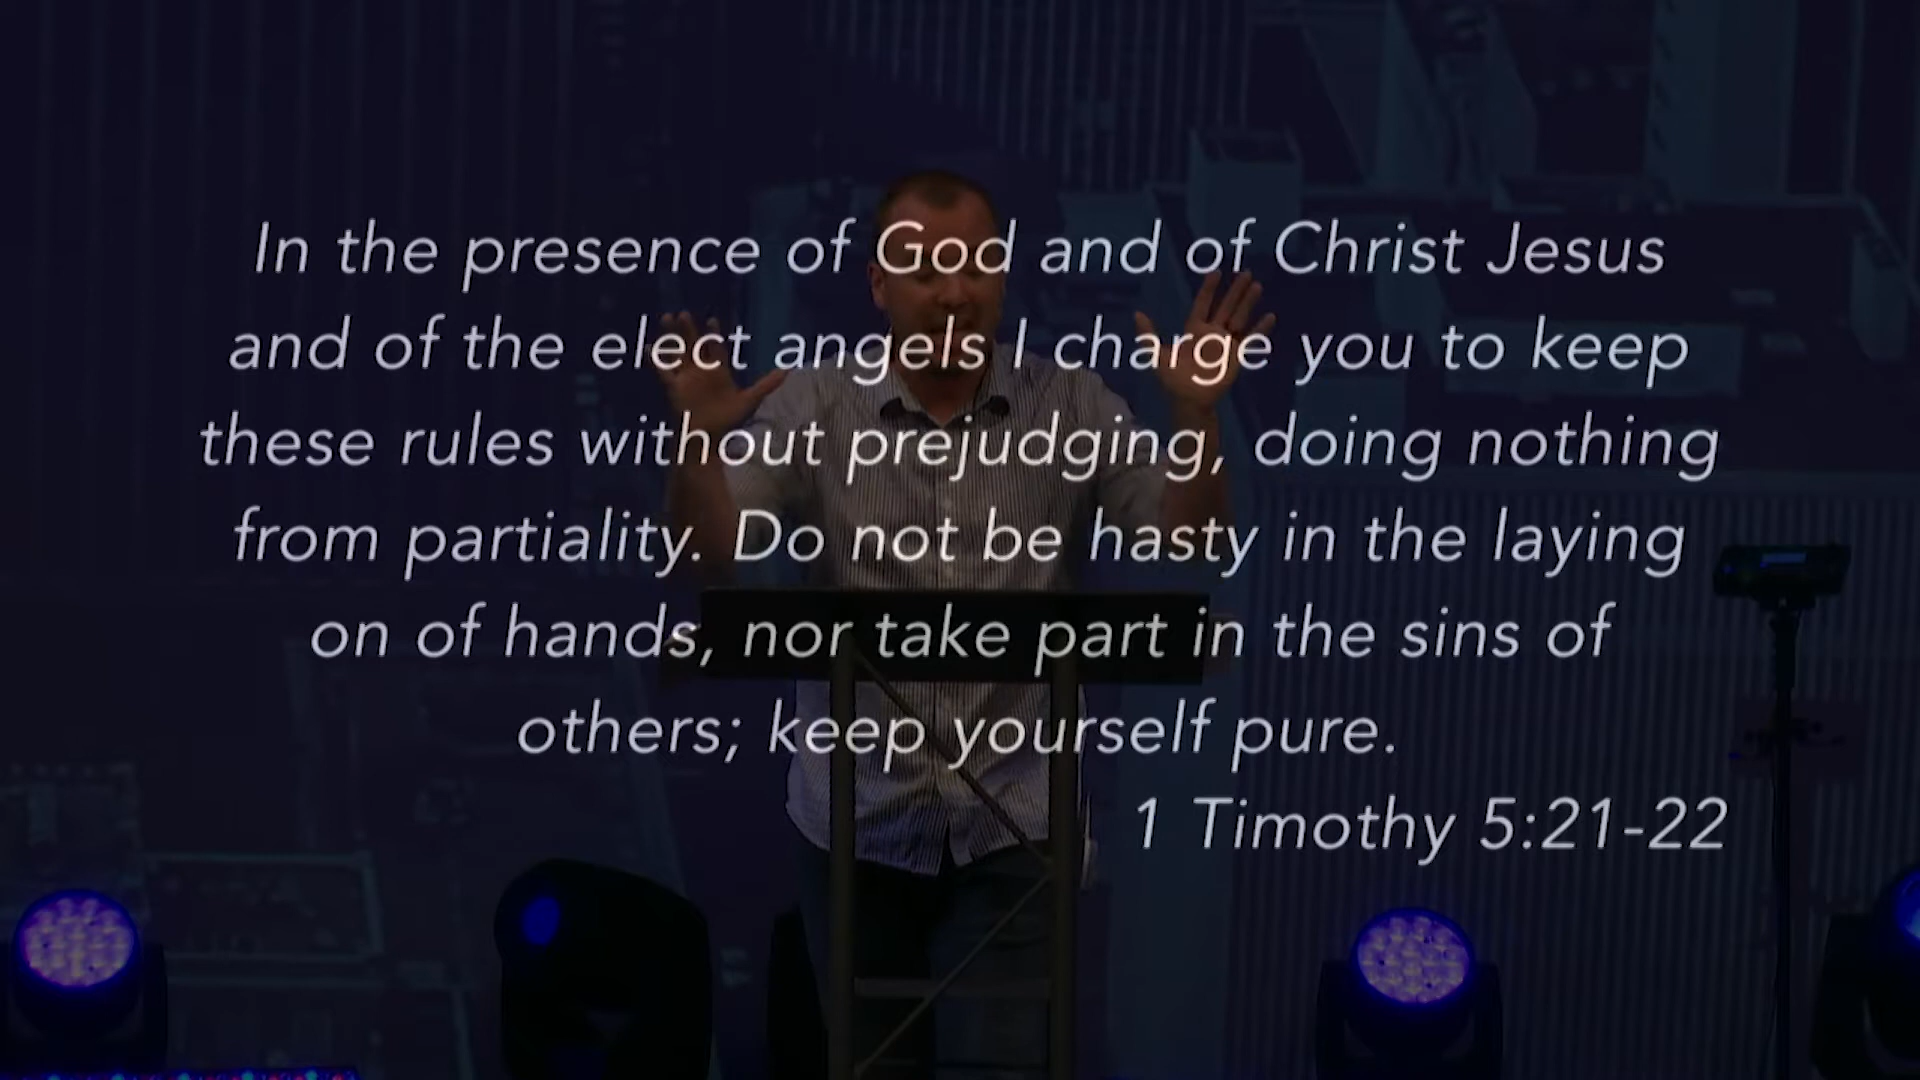 In the presence of God and of Christ Jesus
and of the elect angels I charge you to keep
these rules without prejudging, doing nothing
from partiality. Do not be hasty in the laying
on of hands, nor take part in the sins of
others; keep yourself pure.
1 Timothy 5:21-22